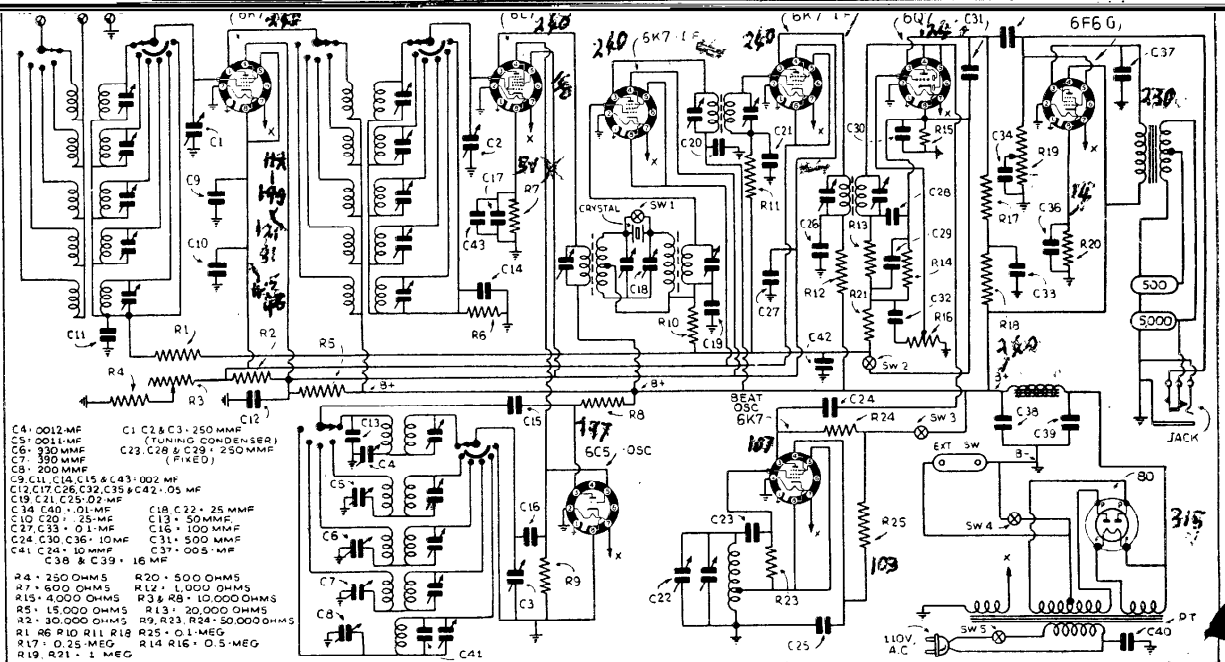 6K7
6L7
6K7 - I F
6K7 I F
6Q7
C31
6F6 G
240
240
240
240
230
C37
C1
C9
C10
C11
C2
C17
C43
R7
C14
R6
CRYSTAL
SW 1
C18
R10
C19
C20
C21
R11
C26
C27
R12
R13
R21
C30
R15
C28
C29
R14
C32
R16
C34
R19
R17
C36
R20
C33
R18
240
500
5,000
JACK
R1
R2
R3
R4
R5
C12
B+
B+
B+
C42
SW 2
C15
R8
BEAT
OSC
6K7
C24
R24
SW 3
C38
C39
B-
EXT SW
80
315
SW 4
SW 5
110V.
A.C.
C40
PT
X
C13
C4
C5
C6
C7
C8
C41
C16
C3
R9
177
6C5 - OSC
107
103
C23
C22
R23
C25
R25
C4 = .0012-MF
C5 = .0011-MF
C6 = 930 MMF
C7 = 390 MMF
C8 = 200 MMF
C1 C2 & C3 = 250 MMF
(TUNING CONDENSER)
C23, C28 & C29 = 250 MMF
(FIXED)
C9, C11, C14, C15 & C43 = .002 MF
C12, C17, C26, C32, C35 & C42 = .05 MF
C19, C21, C25 = .02-MF
C34 C40 = .01-MF
C18, C22 = 25 MMF
C10 C20 = .25-MF
C13 = 50 MMF
C27, C33 = 0.1-MF
C16 = 100 MMF
C24, C30, C36 = 10 MF
C31 = 500 MMF
C41 C24 = 10 MMF
C37 = .005-MF
C38 & C39 = 16 MF
R4 = 250 OHMS
R20 = 500 OHMS
R7 = 600 OHMS
R12 = 1,000 OHMS
R15 = 4,000 OHMS
R3 & R8 = 10,000 OHMS
R5 = 15,000 OHMS
R13 = 20,000 OHMS
R2 = 30,000 OHMS
R9, R23, R24 = 50,000 OHMS
R1 R6 R10 R11 R18 R25 = 0.1-MEG
R17 = 0.25-MEG
R14 R16 = 0.5-MEG
R19, R21 = 1 MEG